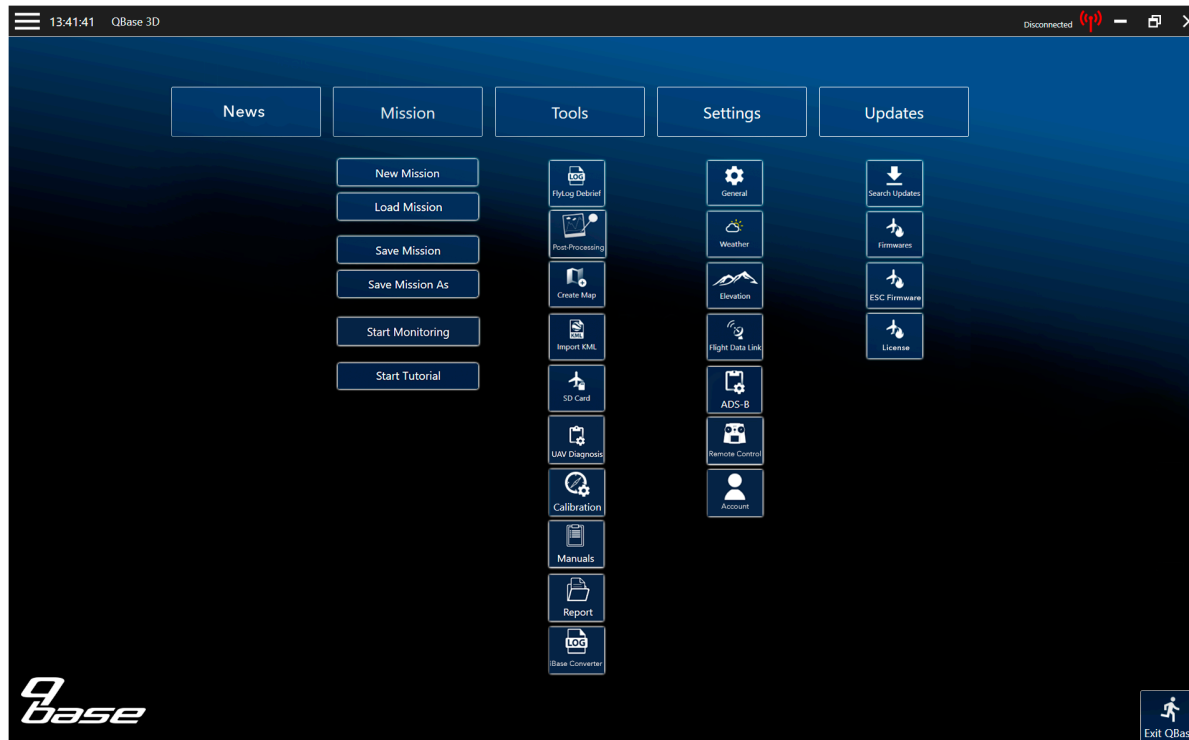 13:41:41 QBase 3D
Disconnected
News
Mission
Tools
Settings
Updates
New Mission
Load Mission
Save Mission
Save Mission As
Start Monitoring
Start Tutorial
LOG
FlyLog Debrief
Post-Processing
Create Map
KML
Import KML
SD Card
UAV Diagnosis
Calibration
Manuals
Report
LOG
iBase Converter
General
Weather
Elevation
Flight Data Link
ADS-B
Remote Control
Account
Search Updates
Firmwares
ESC Firmware
License
qbase
Exit QBas